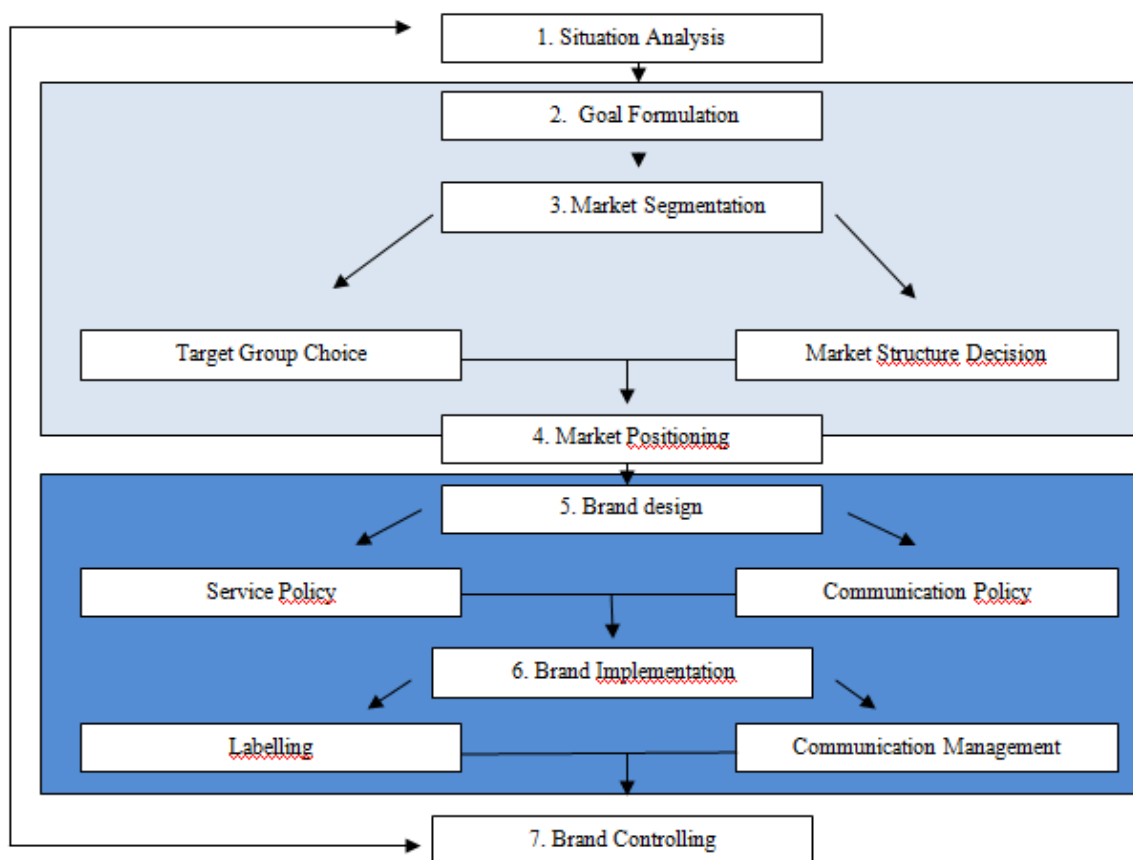 1. Situation Analysis
2. Goal Formulation
3. Market Segmentation
Target Group Choice
Market Structure Decision
4. Market Positioning
5. Brand design
Service Policy
Communication Policy
6. Brand Implementation
Labelling
Communication Management
7. Brand Controlling